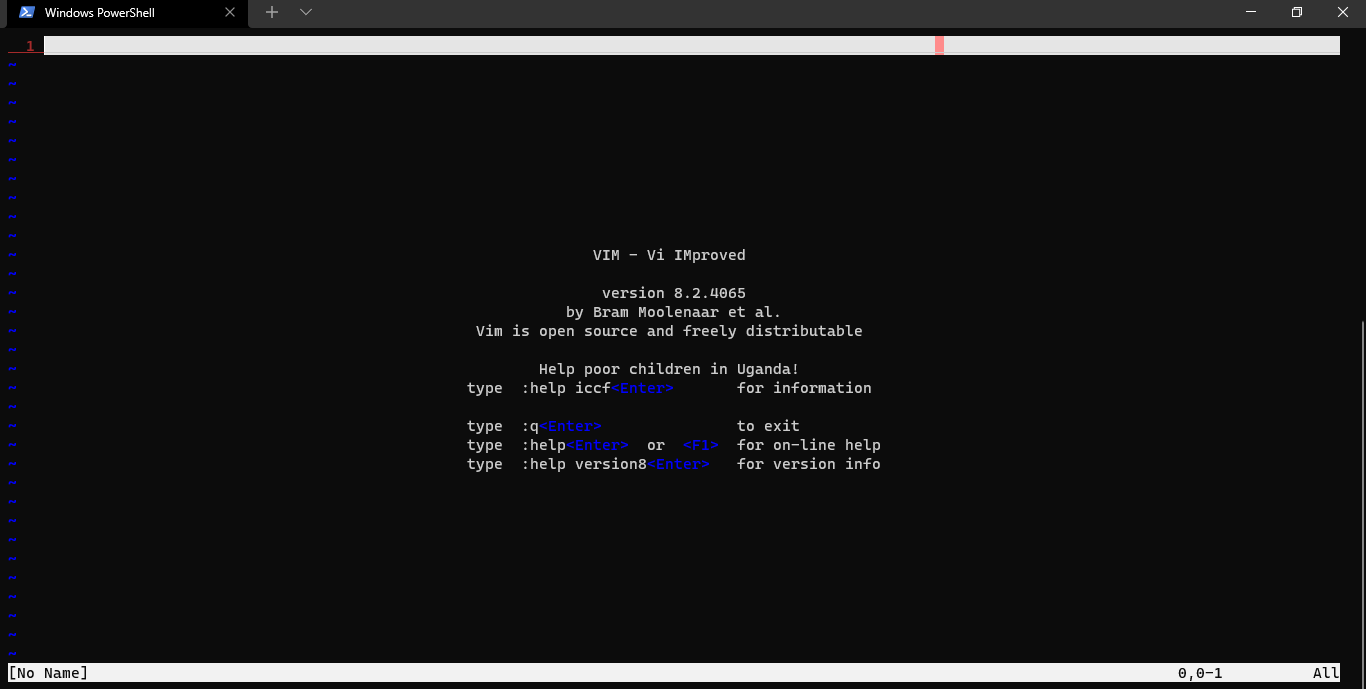 Windows PowerShell
1
~
~
~
~
~
~
~
~
~
~
~ VIM - Vi IMproved
~
~ version 8.2.4065
~ by Bram Moolenaar et al.
~ Vim is open source and freely distributable
~
~ Help poor children in Uganda!
~ type :help iccf<Enter> for information
~
~ type :q<Enter> to exit
~ type :help<Enter> or <F1> for on-line help
~ type :help version8<Enter> for version info
~
~
~
~
~
~
~
~
~
~
[No Name] 0,0-1 All